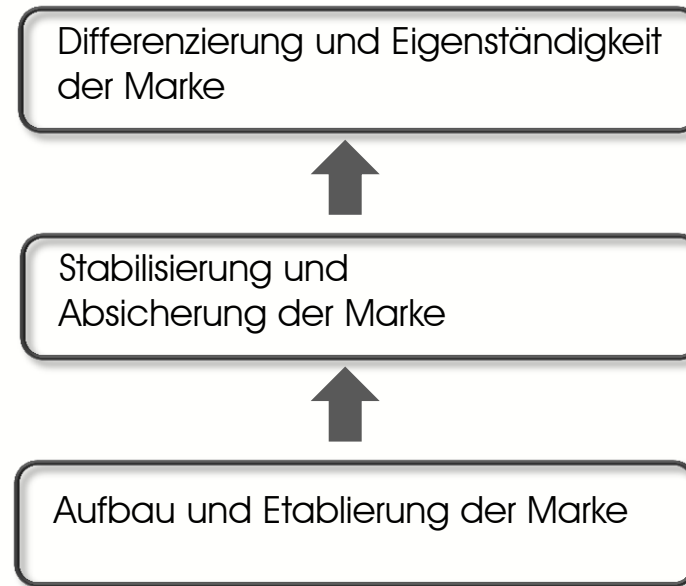 Differenzierung und Eigenständigkeit
der Marke
Stabilisierung und
Absicherung der Marke
Aufbau und Etablierung der Marke